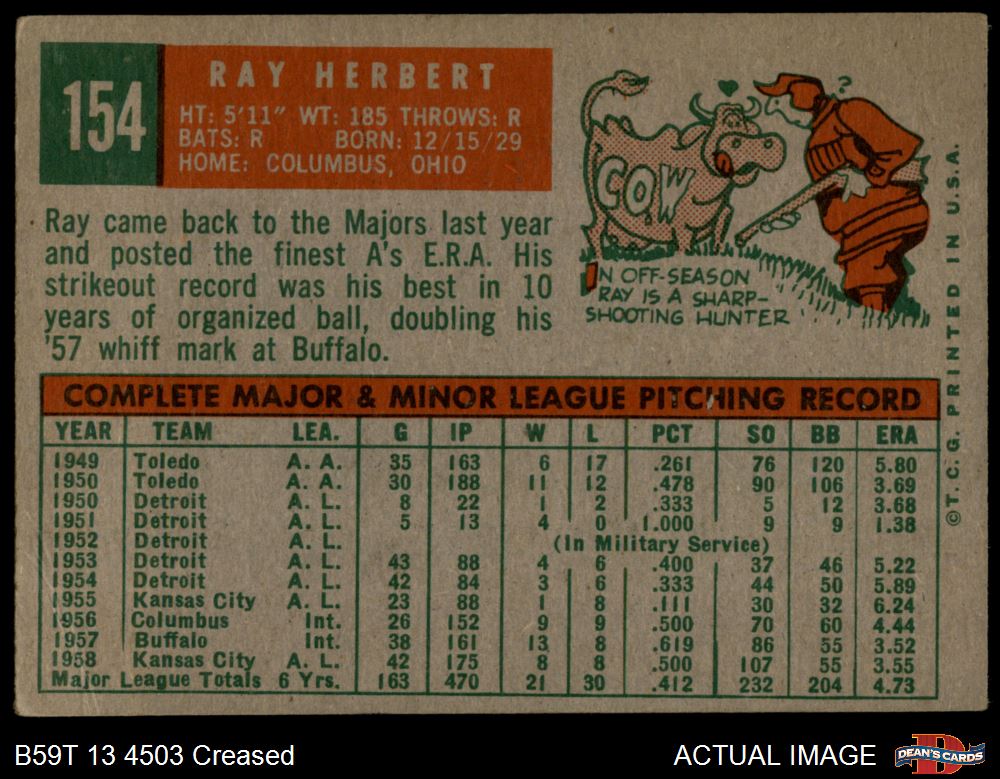 154
RAY HERBERT
HT: 5'11" WT: 185 THROWS: R
BATS: R BORN: 12/15/29
HOME: COLUMBUS, OHIO
Ray came back to the Majors last year
and posted the finest A's E.R.A. His
strikeout record was his best in 10
years of organized ball, doubling his
'57 whiff mark at Buffalo.
?
COW
IN OFF-SEASON
RAY IS A SHARP-
SHOOTING HUNTER
COMPLETE MAJOR & MINOR LEAGUE PITCHING RECORD
YEAR TEAM LEA. G IP W L PCT SO BB ERA
1949 Toledo A. A. 35 163 6 17 .261 76 120 5.80
1950 Toledo A. A. 30 188 11 12 .478 90 106 3.69
1950 Detroit A. L. 8 22 1 2 .333 5 12 3.68
1951 Detroit A. L. 5 13 4 0 1.000 9 9 1.38
1952 Detroit A. L. (In Military Service)
1953 Detroit A. L. 43 88 4 6 .400 37 46 5.22
1954 Detroit A. L. 42 84 3 6 .333 44 50 5.89
1955 Kansas City A. L. 23 88 1 8 .111 30 32 6.24
1956 Columbus Int. 26 152 9 9 .500 70 60 4.44
1957 Buffalo Int. 38 161 13 8 .619 86 55 3.52
1958 Kansas City A. L. 42 175 8 8 .500 107 55 3.55
Major League Totals 6 Yrs. 163 470 21 30 .412 232 204 4.73
©T. C. G. PRINTED IN U.S.A.
B59T 13 4503 Creased
ACTUAL IMAGE
D
DEAN'S CARDS